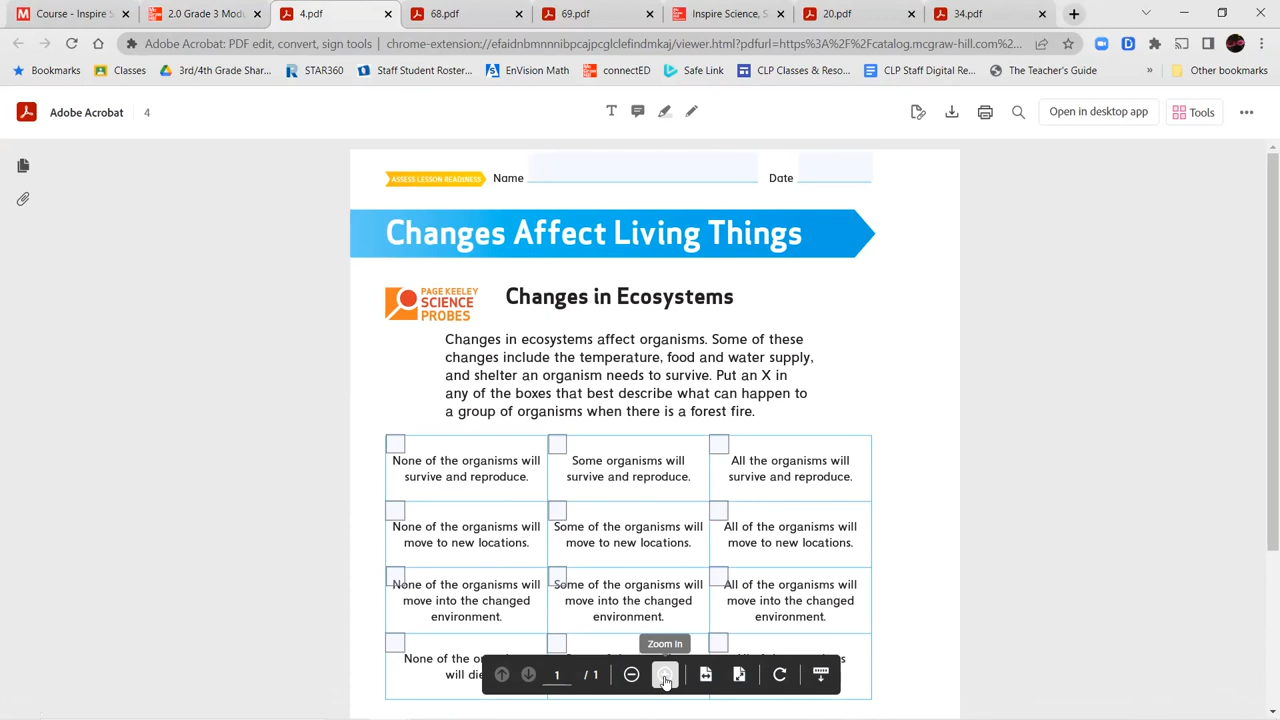 Course - Inspire S
2.0 Grade 3 Modu
4.pdf
68.pdf
69.pdf
Inspire Science, S
20.pdf
34.pdf
Adobe Acrobat: PDF edit, convert, sign tools
chrome-extension://efaidnbmnnnibpcajpcglclefindmkaj/viewer.html?pdfurl=http%3A%2F%2Fcatalog.mcgraw-hill.com%2...
Bookmarks
Classes
3rd/4th Grade Shar...
STAR360
Staff Student Roster...
EnVision Math
connectED
Safe Link
CLP Classes & Reso...
CLP Staff Digital Re...
The Teacher's Guide
»
Other bookmarks
Adobe Acrobat
4
Open in desktop app
Tools
ASSESS LESSON READINESS
Name
Date
Changes Affect Living Things
PAGE KEELEY
SCIENCE
PROBES
Changes in Ecosystems
Changes in ecosystems affect organisms. Some of these
changes include the temperature, food and water supply,
and shelter an organism needs to survive. Put an X in
any of the boxes that best describe what can happen to
a group of organisms when there is a forest fire.
None of the organisms will
survive and reproduce.
Some organisms will
survive and reproduce.
All the organisms will
survive and reproduce.
None of the organisms will
move to new locations.
Some of the organisms will
move to new locations.
All of the organisms will
move to new locations.
None of the organisms will
move into the changed
environment.
Some of the organisms will
move into the changed
environment.
All of the organisms will
move into the changed
environment.
None of the o
will die
Zoom In
1
/ 1